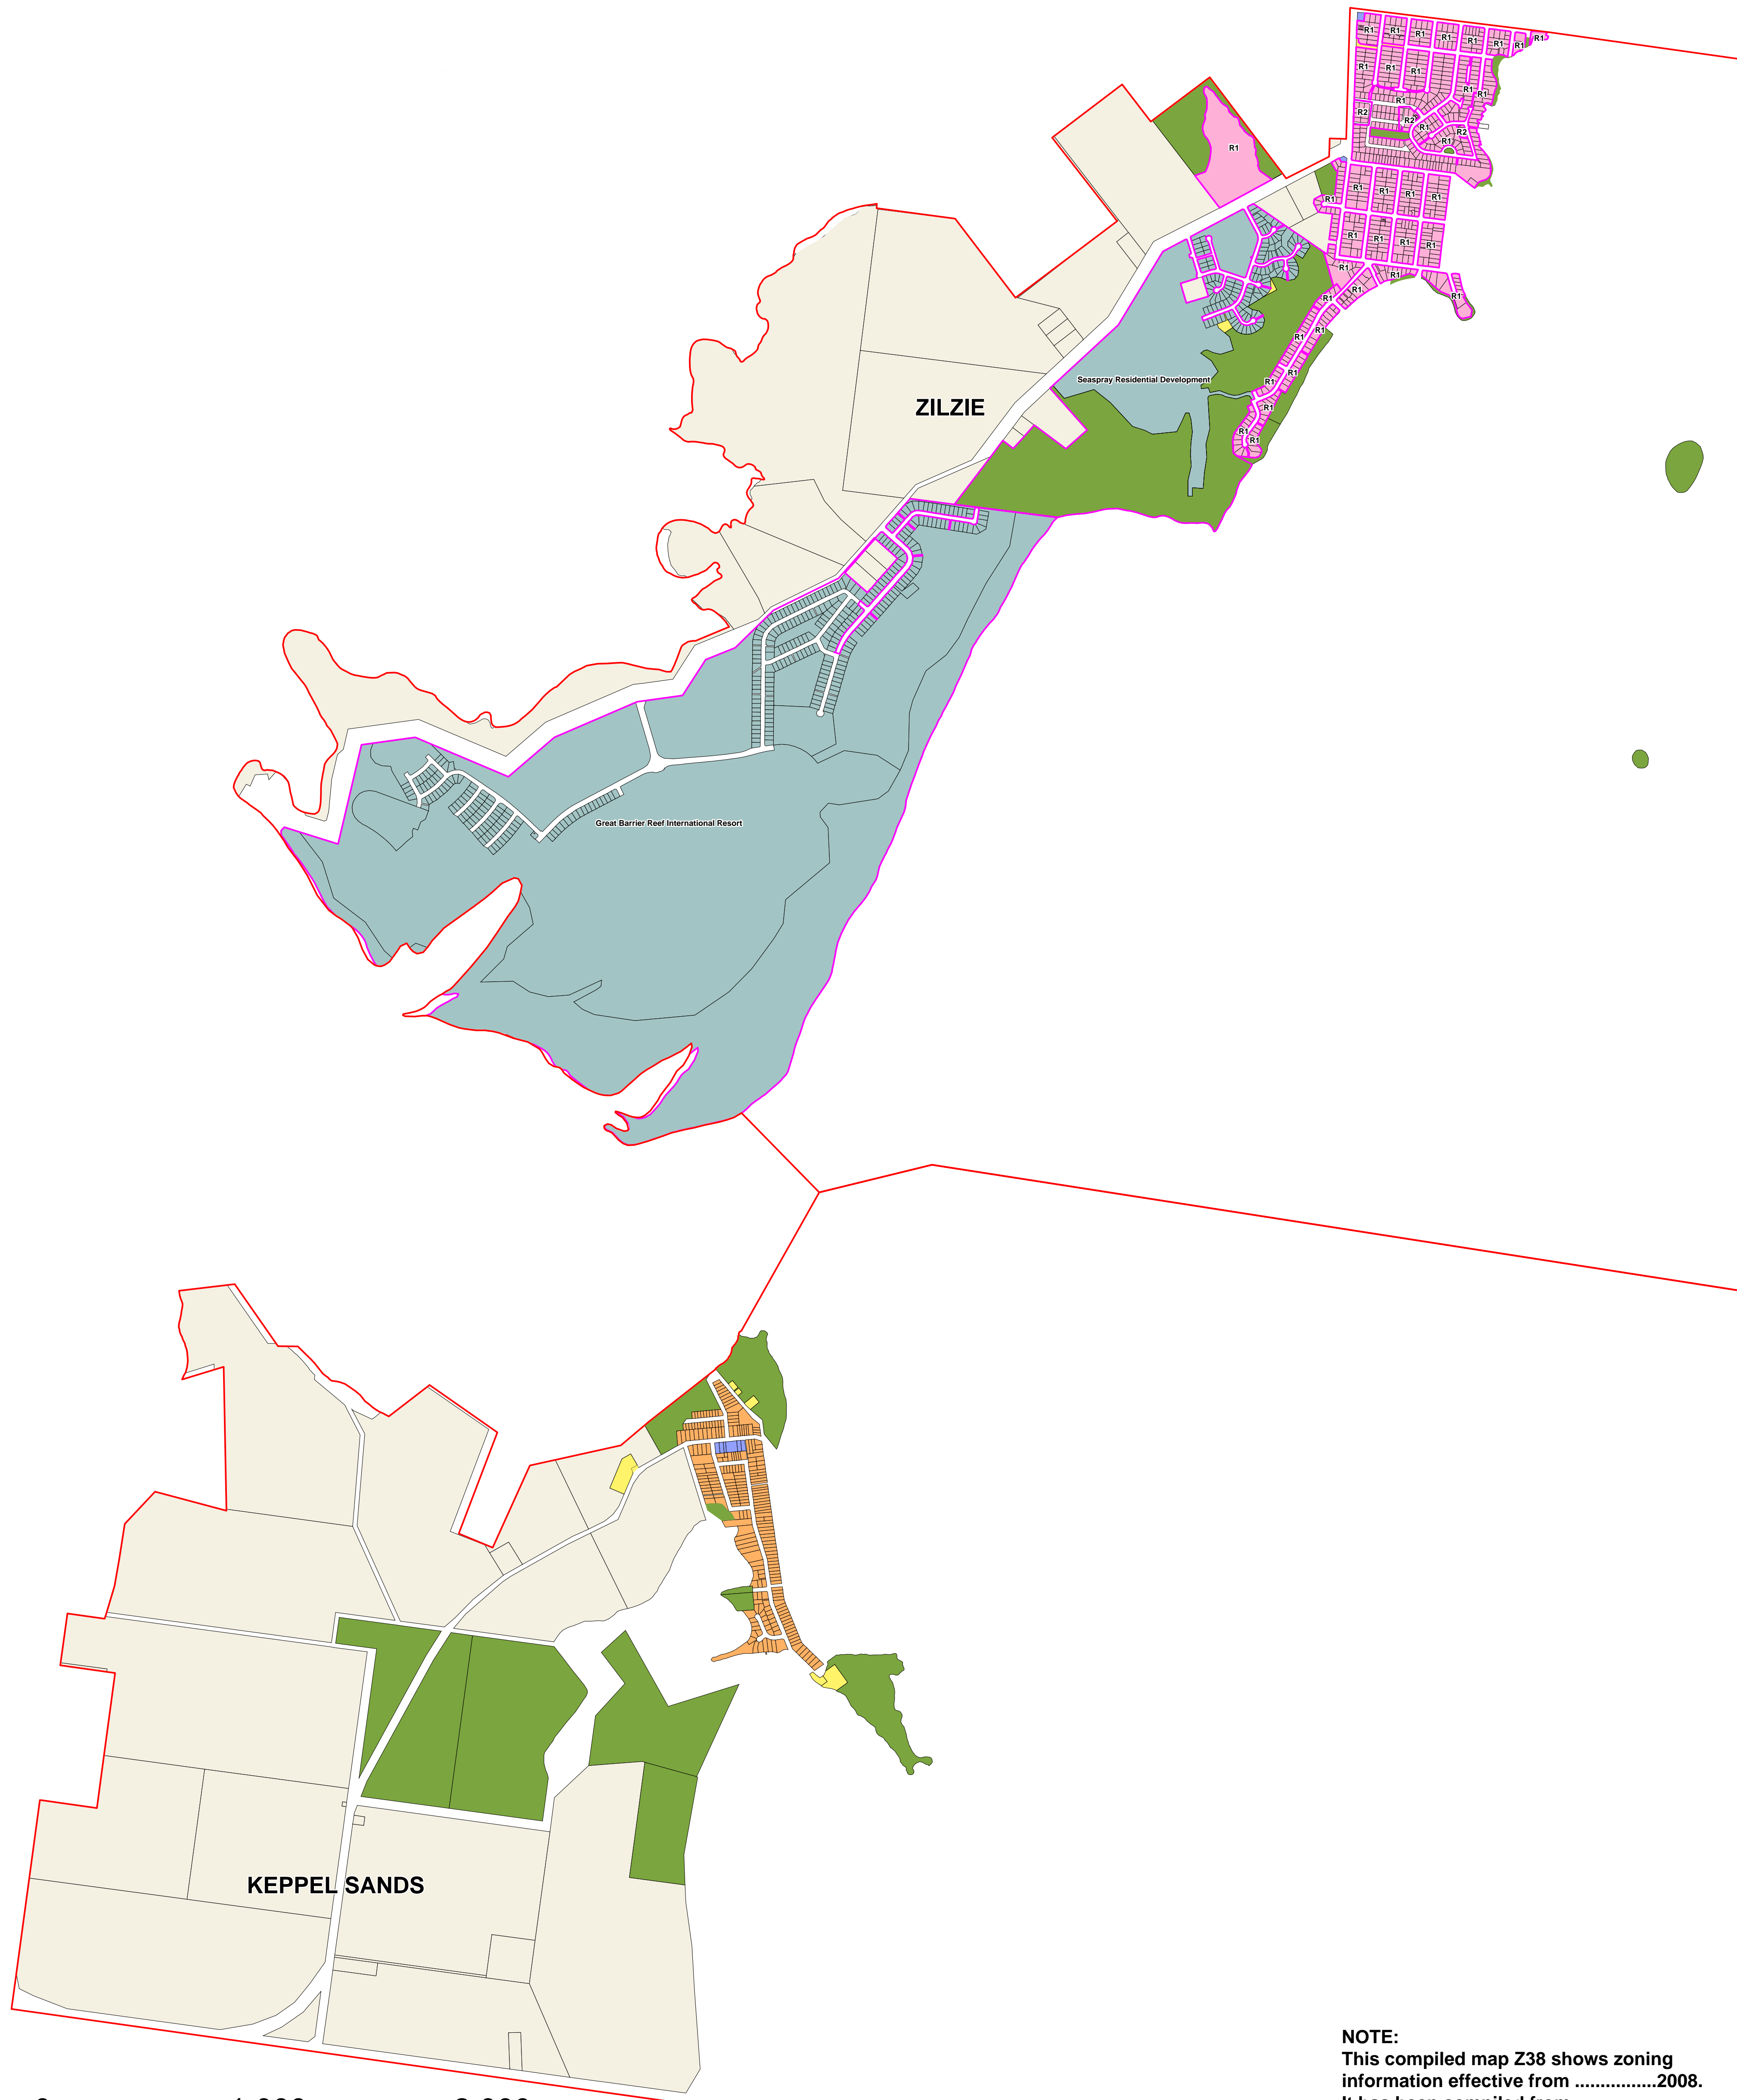 R1 R1 R1 R1 R1 R1 R1 R1
R1 R1 R1
R1 R1
R1
R2 R2 R1 R2
R1
R1
R1 R1 R1 R1
R1
R1 R1 R1 R1
R1 R1
R1
R1 R1
R1
R1
Seaspray Residential Development
R1
R1
ZILZIE
R1
R1
R1
Great Barrier Reef International Resort
KEPPEL SANDS
NOTE:
This compiled map Z38 shows zoning
information effective from ...............2008.